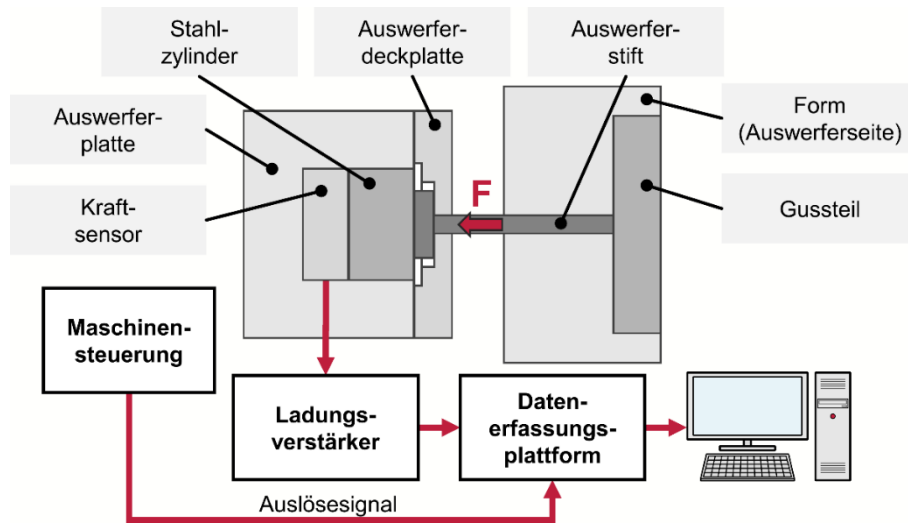 Stahl-
zylinder
Auswerfer-
deckplatte
Auswerfer-
stift
Auswerfer-
platte
Form
(Auswerferseite)
Kraft-
sensor
F
Gussteil
Maschinen-
steuerung
Ladungs-
verstärker
Daten-
erfassungs-
plattform
Auslösesignal